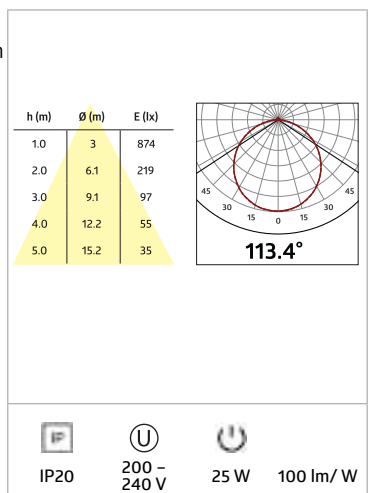 n
h (m) Ø (m) E (lx)
1.0 3 874
2.0 6.1 219
3.0 9.1 97
4.0 12.2 55
5.0 15.2 35
45 30 15 0 15 30 45
113.4°
IP
U
IP20 200 – 240 V 25 W 100 lm/ W